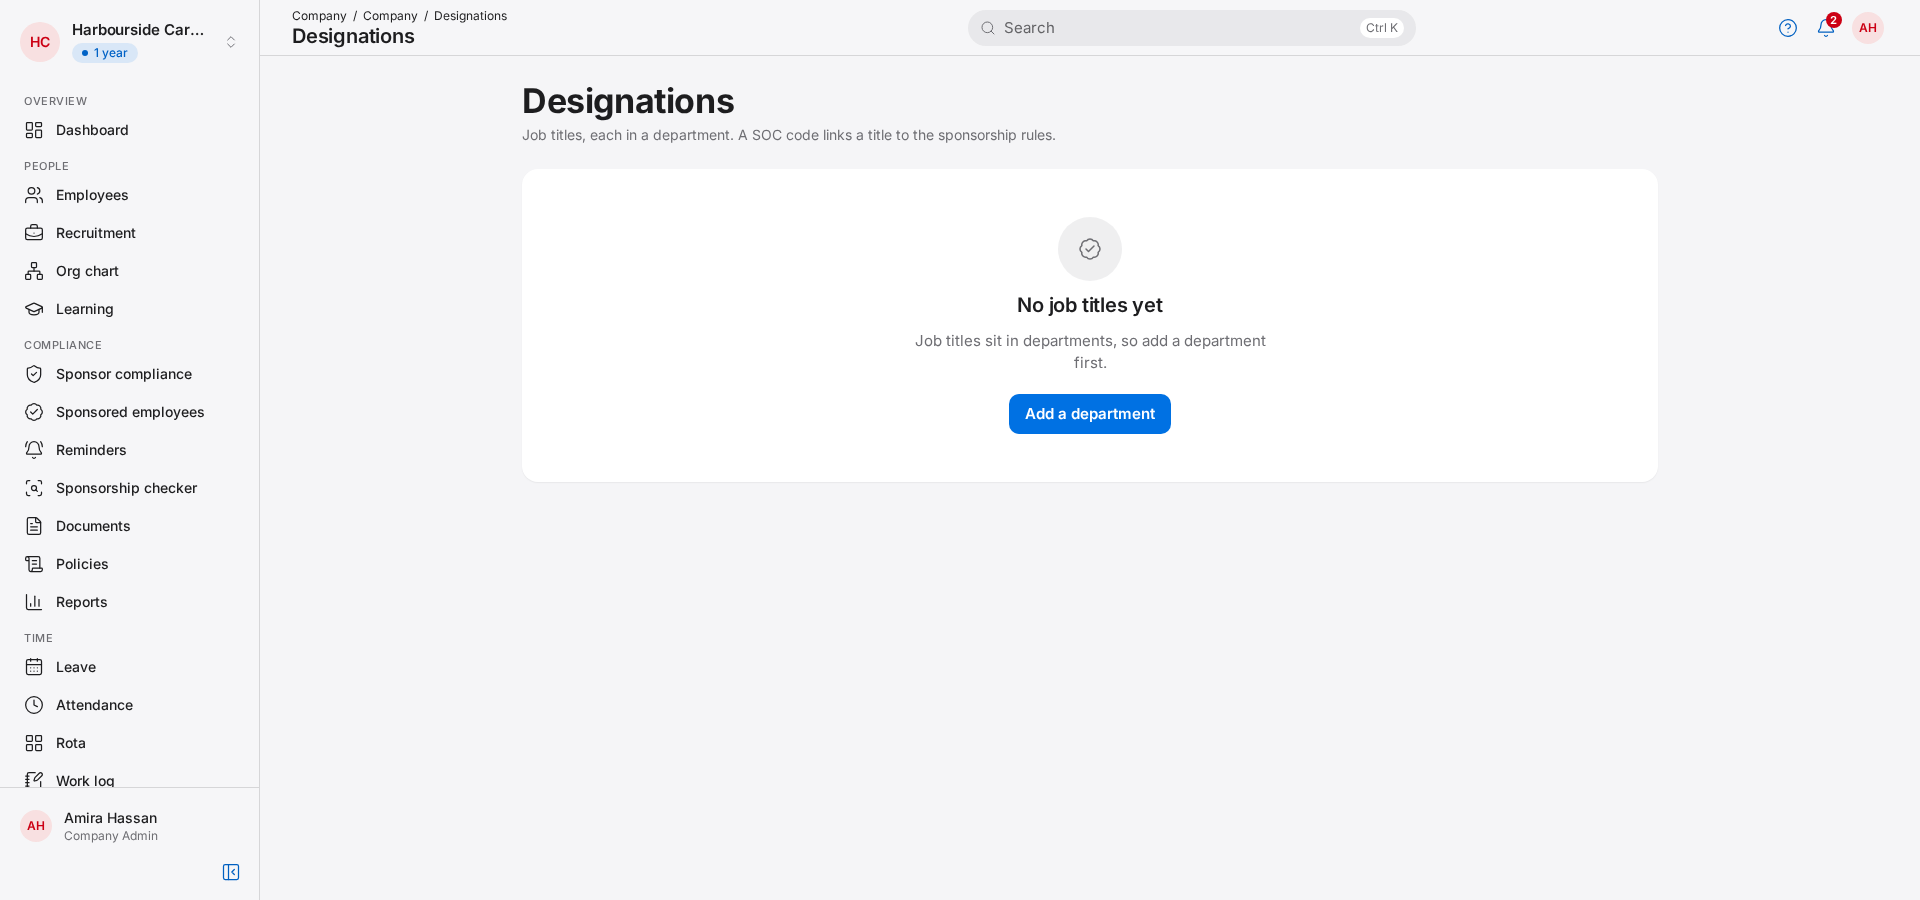 HC
Harbourside Car...
1 year
OVERVIEW
Dashboard
PEOPLE
Employees
Recruitment
Org chart
Learning
COMPLIANCE
Sponsor compliance
Sponsored employees
Reminders
Sponsorship checker
Documents
Policies
Reports
TIME
Leave
Attendance
Rota
Work log
AH
Amira Hassan
Company Admin
Company / Company / Designations
Designations
Search
Ctrl K
2
AH
Designations
Job titles, each in a department. A SOC code links a title to the sponsorship rules.
No job titles yet
Job titles sit in departments, so add a department
first.
Add a department